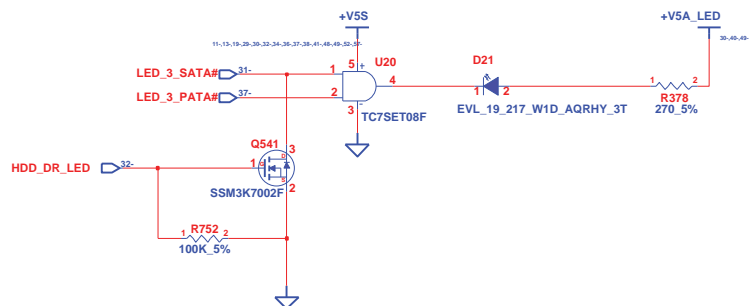 +V5S
+V5A_LED
11-,13-,19-,29-,30-,32-,34-,36-,37-,38-,41-,48-,49-,52-,57-
30-,40-,49-
U20
D21
LED_3_SATA#
31-
1
5
+
4
1
2
1
2
LED_3_PATA#
37-
2
3
-
R378
EVL_19_217_W1D_AQRHY_3T
270_5%
TC7SET08F
Q541
3
D
HDD_DR_LED
32-
1
G
S
2
SSM3K7002F
1
R752
2
100K_5%